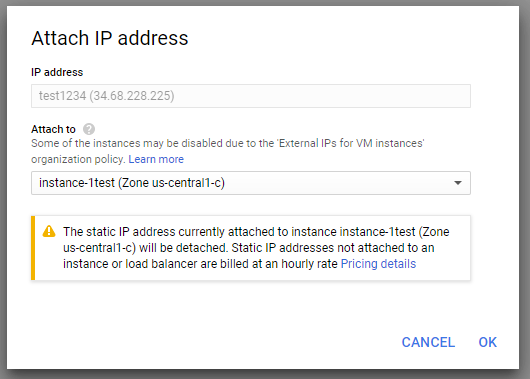 Attach IP address
IP address
test1234 (34.68.228.225)
Attach to
Some of the instances may be disabled due to the 'External IPs for VM instances'
organization policy. Learn more
instance-1test (Zone us-central1-c)
The static IP address currently attached to instance instance-1test (Zone
us-central1-c) will be detached. Static IP addresses not attached to an
instance or load balancer are billed at an hourly rate Pricing details
CANCEL OK